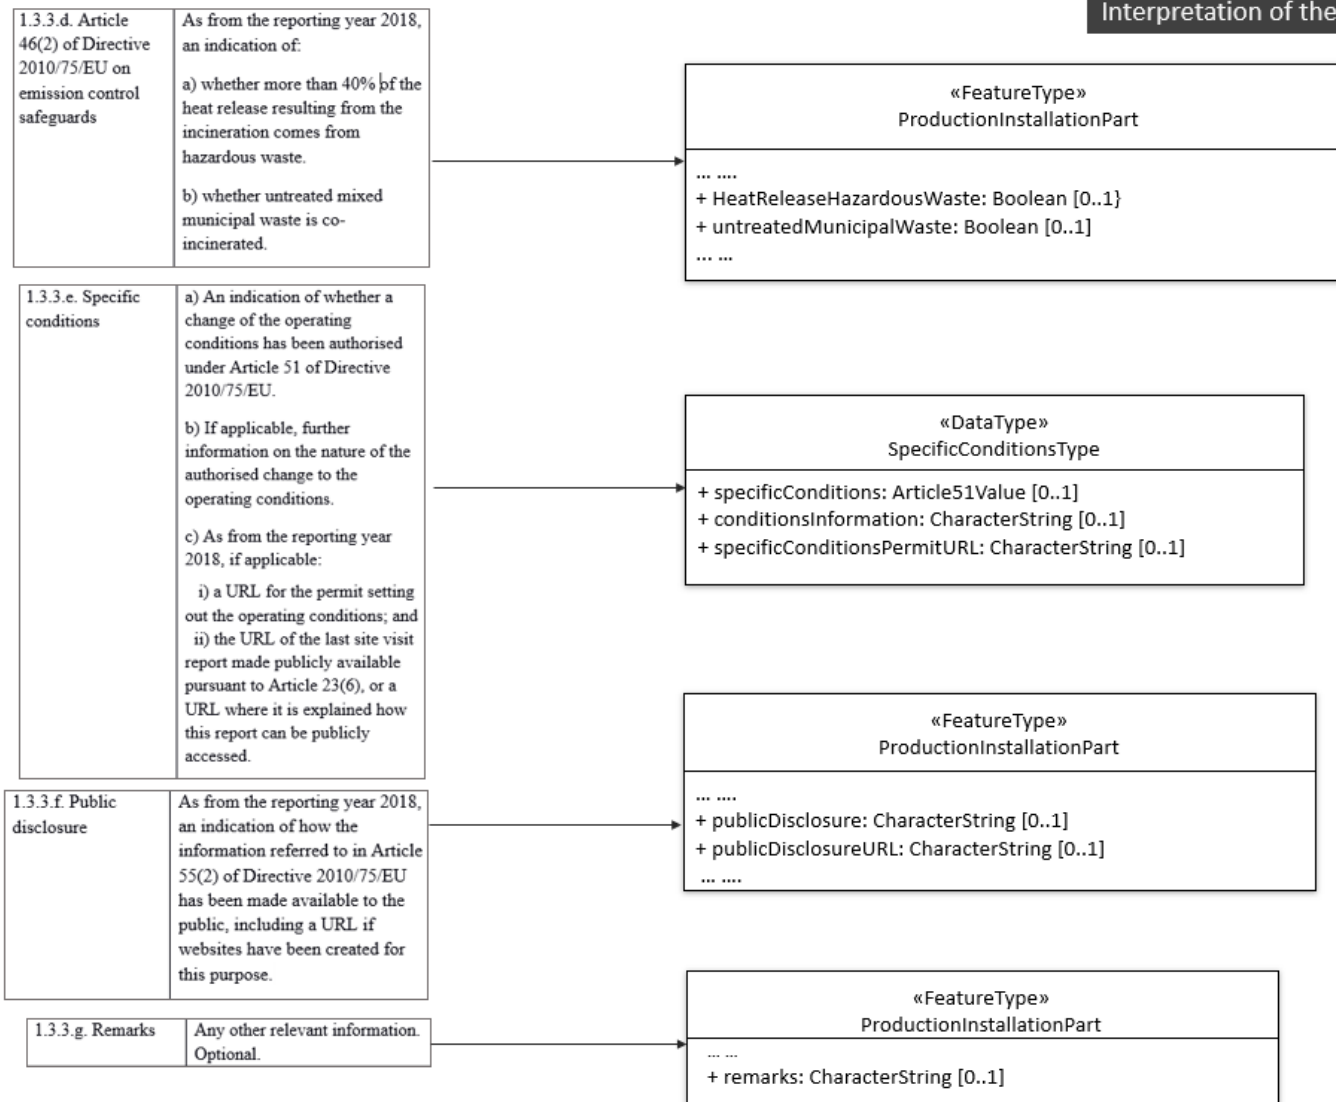 Interpretation of the
1.3.3.d. Article
46(2) of Directive
2010/75/EU on
emission control
safeguards
As from the reporting year 2018,
an indication of:
a) whether more than 40% of the
heat release resulting from the
incineration comes from
hazardous waste.
b) whether untreated mixed
municipal waste is co-
incinerated.
«FeatureType»
ProductionInstallationPart
... ....
+ HeatReleaseHazardousWaste: Boolean [0..1}
+ untreatedMunicipalWaste: Boolean [0..1]
... ...
1.3.3.e. Specific
conditions
a) An indication of whether a
change of the operating
conditions has been authorised
under Article 51 of Directive
2010/75/EU.
b) If applicable, further
information on the nature of the
authorised change to the
operating conditions.
c) As from the reporting year
2018, if applicable:
i) a URL for the permit setting
out the operating conditions; and
ii) the URL of the last site visit
report made publicly available
pursuant to Article 23(6), or a
URL where it is explained how
this report can be publicly
accessed.
«DataType»
SpecificConditionsType
+ specificConditions: Article51Value [0..1]
+ conditionsInformation: CharacterString [0..1]
+ specificConditionsPermitURL: CharacterString [0..1]
1.3.3.f. Public
disclosure
As from the reporting year 2018,
an indication of how the
information referred to in Article
55(2) of Directive 2010/75/EU
has been made available to the
public, including a URL if
websites have been created for
this purpose.
«FeatureType»
ProductionInstallationPart
... ....
+ publicDisclosure: CharacterString [0..1]
+ publicDisclosureURL: CharacterString [0..1]
... ....
1.3.3.g. Remarks
Any other relevant information.
Optional.
«FeatureType»
ProductionInstallationPart
... ...
+ remarks: CharacterString [0..1]